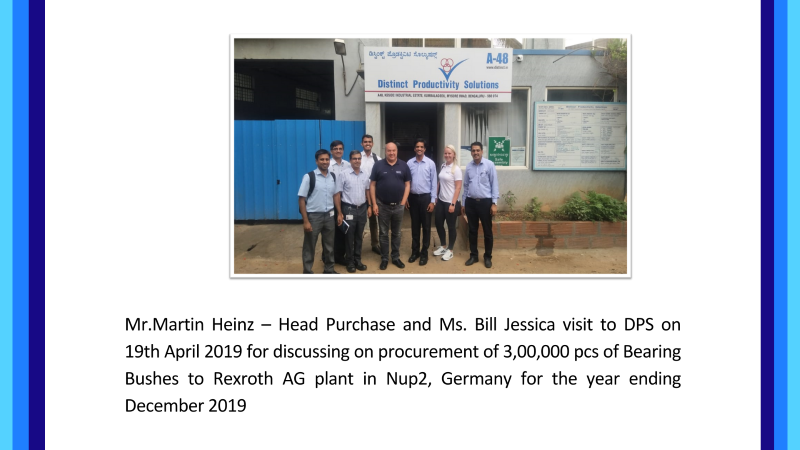 ಡಿಸ್ಟಿಂಕ್ಟ್ ಪ್ರೊಡಕ್ಟಿವಿಟಿ ಸೊಲ್ಯೂಷನ್ಸ್
A-48
Distinct Productivity Solutions
Mr.Martin Heinz – Head Purchase and Ms. Bill Jessica visit to DPS on
19th April 2019 for discussing on procurement of 3,00,000 pcs of Bearing
Bushes to Rexroth AG plant in Nup2, Germany for the year ending
December 2019